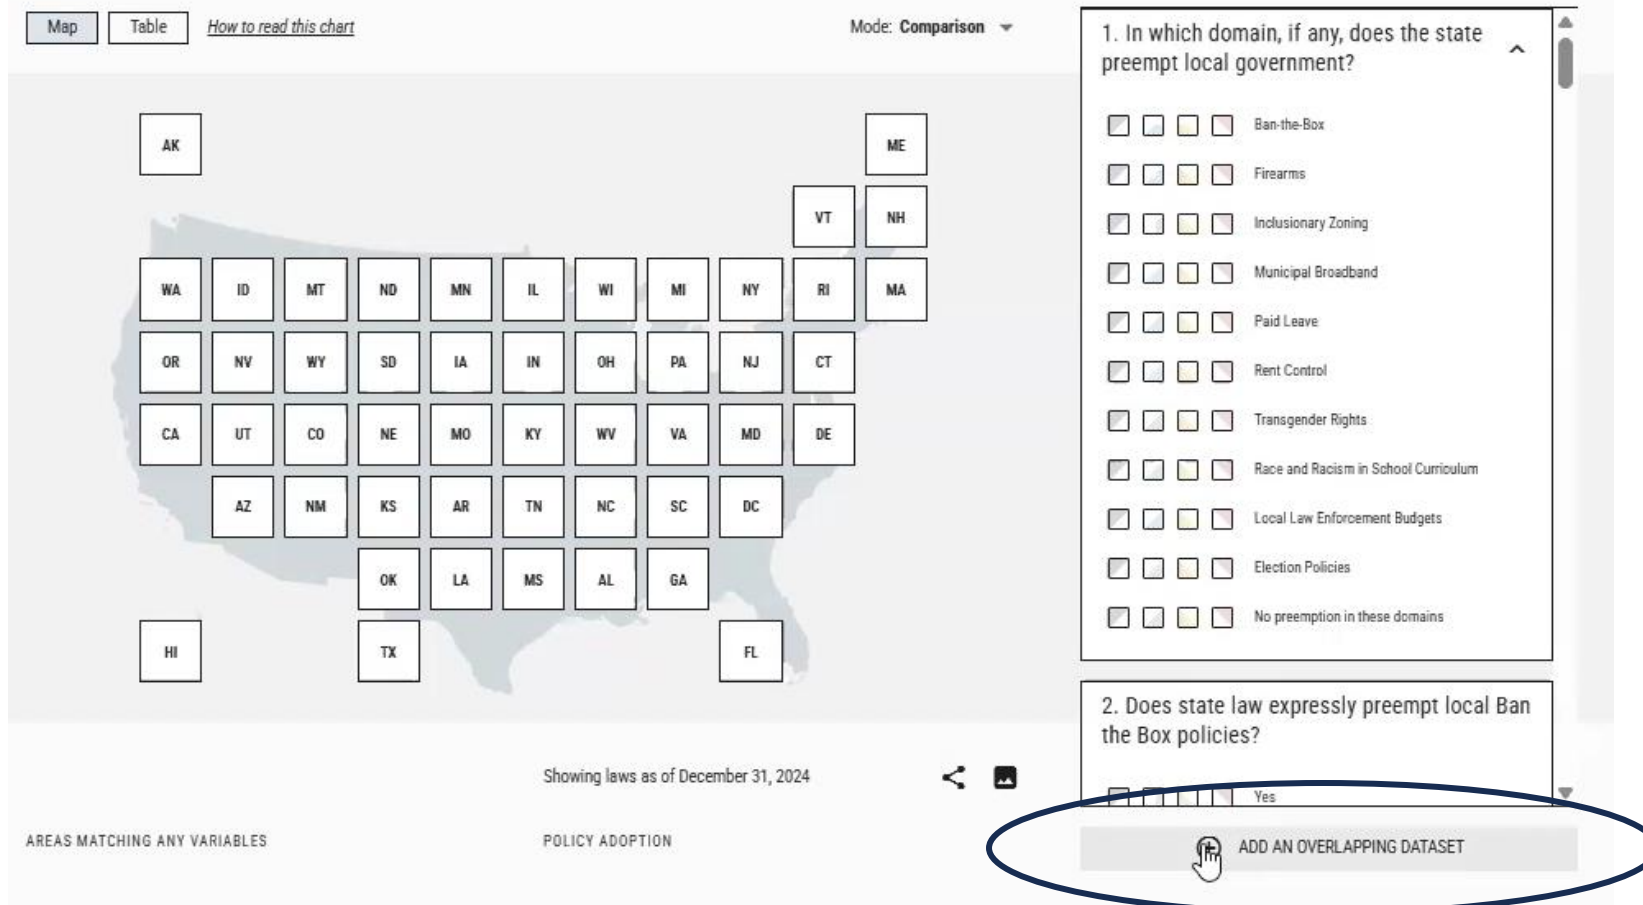 Map
Table
How to read this chart
Mode: Comparison
1. In which domain, if any, does the state
preempt local government?
Ban-the-Box
Firearms
Inclusionary Zoning
Municipal Broadband
Paid Leave
Rent Control
Transgender Rights
Race and Racism in School Curriculum
Local Law Enforcement Budgets
Election Policies
No preemption in these domains
2. Does state law expressly preempt local Ban
the Box policies?
Yes
ADD AN OVERLAPPING DATASET
AK
ME
VT
NH
WA
ID
MT
ND
MN
IL
WI
MI
NY
RI
MA
OR
NV
WY
SD
IA
IN
OH
PA
NJ
CT
CA
UT
CO
NE
MO
KY
WV
VA
MD
DE
AZ
NM
KS
AR
TN
NC
SC
DC
OK
LA
MS
AL
GA
HI
TX
FL
Showing laws as of December 31, 2024
AREAS MATCHING ANY VARIABLES
POLICY ADOPTION